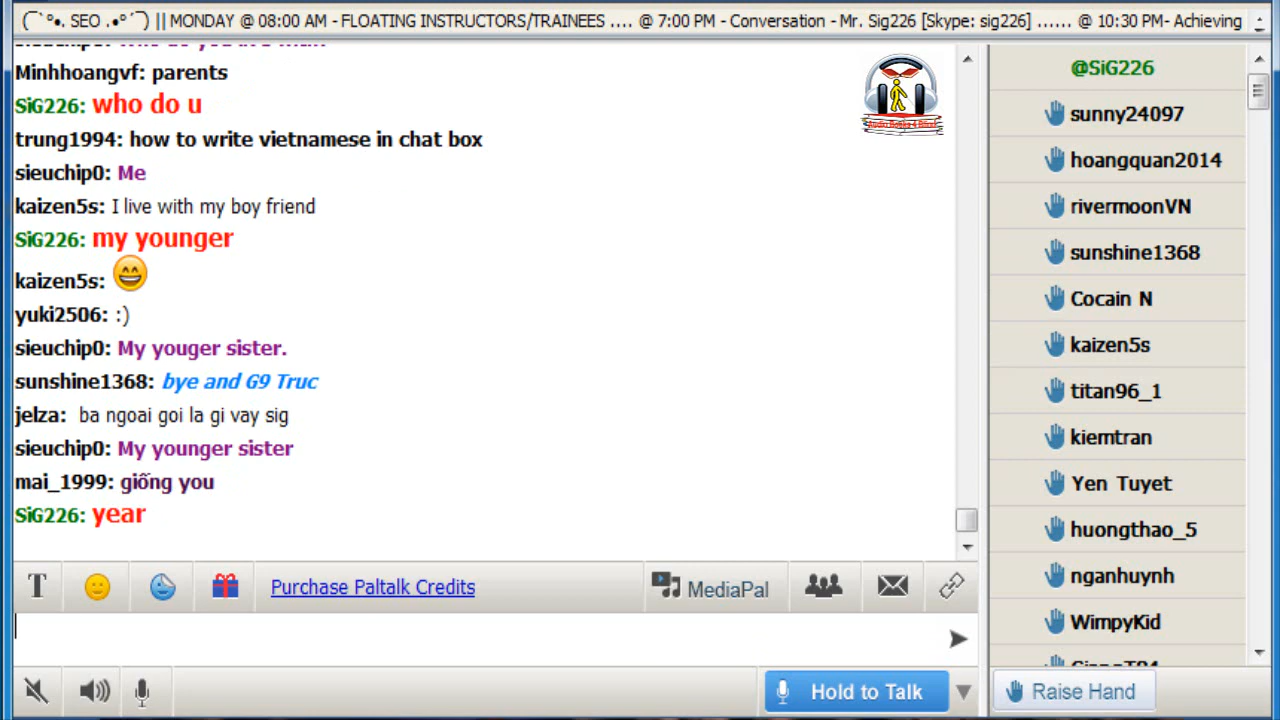 (¯`°•. SEO .•°´¯) || MONDAY @ 08:00 AM - FLOATING INSTRUCTORS/TRAINEES .... @ 7:00 PM - Conversation - Mr. Sig226 [Skype: sig226] ...... @ 10:30 PM- Achieving
Minhhoangvf: parents
SiG226: who do u
trung1994: how to write vietnamese in chat box
sieuchip0: Me
kaizen5s: I live with my boy friend
SiG226: my younger
kaizen5s:
yuki2506: :)
sieuchip0: My youger sister.
sunshine1368: bye and G9 Truc
jelza: ba ngoai goi la gi vay sig
sieuchip0: My younger sister
mai_1999: giống you
SiG226: year
Purchase Paltalk Credits
MediaPal
Hold to Talk
@SiG226
sunny24097
hoangquan2014
rivermoonVN
sunshine1368
Cocain N
kaizen5s
titan96_1
kiemtran
Yen Tuyet
huongthao_5
nganhuynh
WimpyKid
Raise Hand